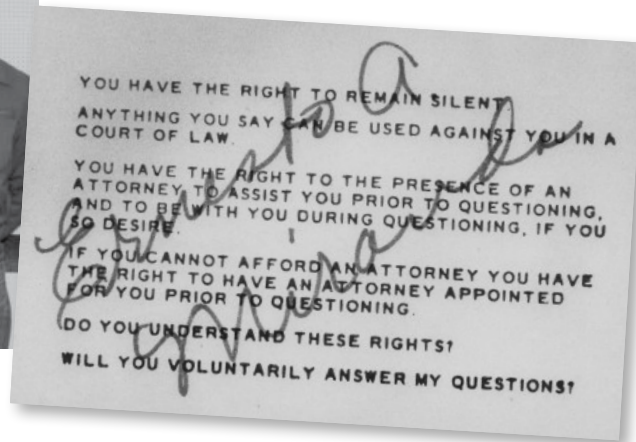 YOU HAVE THE RIGHT TO REMAIN SILENT.
ANYTHING YOU SAY CAN BE USED AGAINST YOU IN A
COURT OF LAW.
YOU HAVE THE RIGHT TO THE PRESENCE OF AN
ATTORNEY TO ASSIST YOU PRIOR TO QUESTIONING,
AND TO BE WITH YOU DURING QUESTIONING, IF YOU
SO DESIRE.
IF YOU CANNOT AFFORD AN ATTORNEY YOU HAVE
THE RIGHT TO HAVE AN ATTORNEY APPOINTED
FOR YOU PRIOR TO QUESTIONING.
DO YOU UNDERSTAND THESE RIGHTS?
WILL YOU VOLUNTARILY ANSWER MY QUESTIONS?
Ernesto A
Miranda